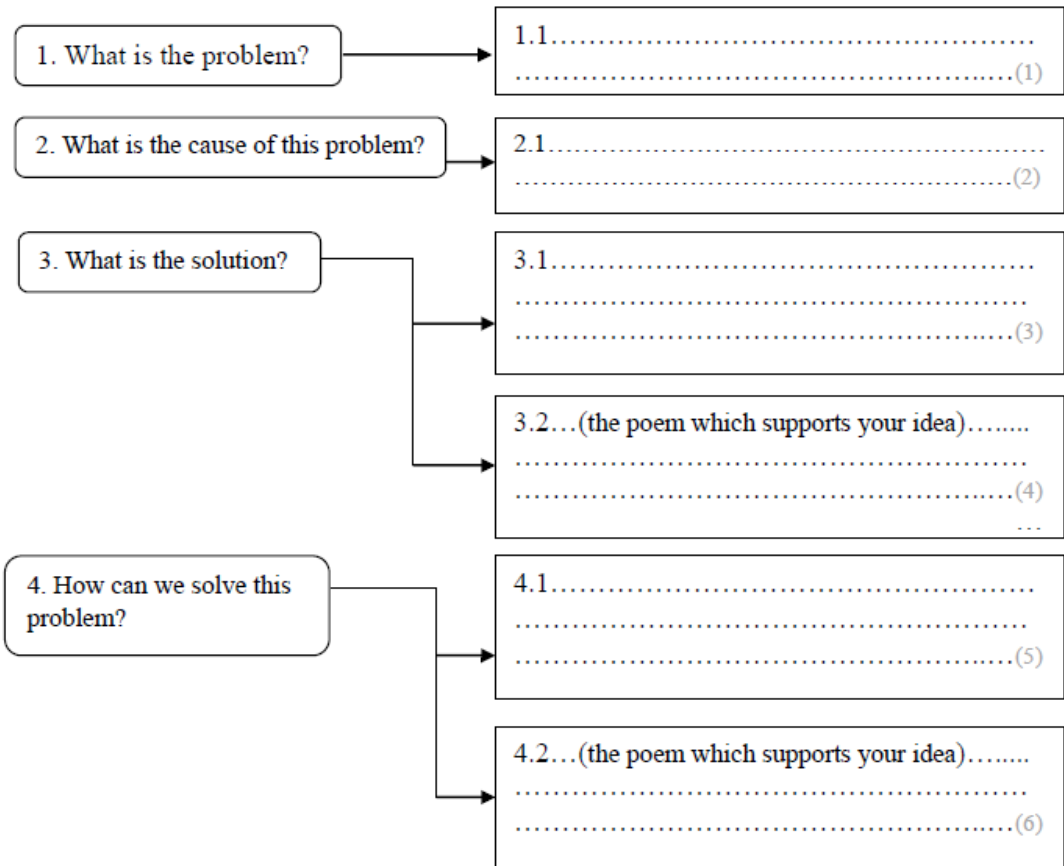 1. What is the problem?
1.1……………………………………………
…………………………………………..…(1)
2. What is the cause of this problem?
2.1………………………………………………
………………………………………………(2)
3. What is the solution?
3.1……………………………………………
………………………………………………
…………………………………………..…(3)
3.2…(the poem which supports your idea)….....
………………………………………………
…………………………………………..…(4)
…
4. How can we solve this
problem?
4.1……………………………………………
………………………………………………
…………………………………………..…(5)
4.2…(the poem which supports your idea)….....
………………………………………………
…………………………………………..…(6)